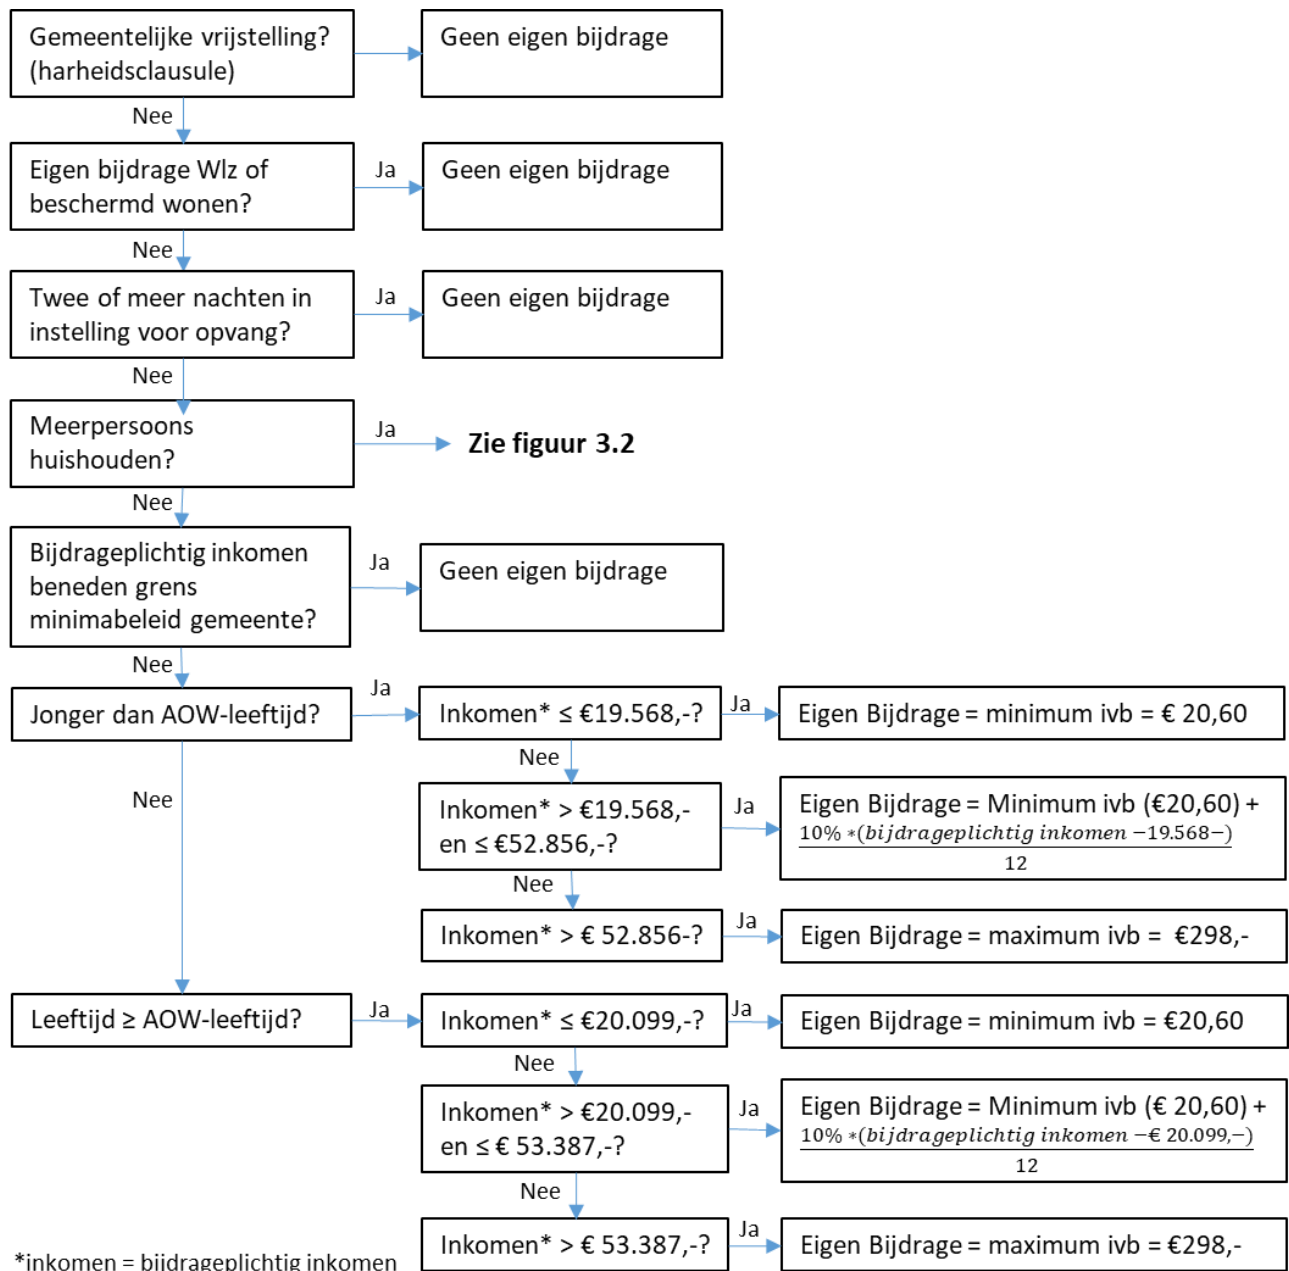 Gemeentelijke vrijstelling?
(harheidsclausule)
Geen eigen bijdrage
Nee
Eigen bijdrage Wlz of
beschermd wonen?
Ja
Geen eigen bijdrage
Nee
Twee of meer nachten in
instelling voor opvang?
Ja
Geen eigen bijdrage
Nee
Meerpersoons
huishouden?
Ja
Zie figuur 3.2
Nee
Bijdrageplichtig inkomen
beneden grens
minimabeleid gemeente?
Ja
Geen eigen bijdrage
Nee
Jonger dan AOW-leeftijd?
Ja
Inkomen* ≤ €19.568,-?
Ja
Eigen Bijdrage = minimum ivb = € 20,60
Nee
Nee
Inkomen* > €19.568,-
en ≤ €52.856,-?
Ja
Eigen Bijdrage = Minimum ivb (€20,60) +
10% *(bijdrageplichtig inkomen −19.568−)
12
Nee
Inkomen* > € 52.856-?
Ja
Eigen Bijdrage = maximum ivb = €298,-
Leeftijd ≥ AOW-leeftijd?
Ja
Inkomen* ≤ €20.099,-?
Ja
Eigen Bijdrage = minimum ivb = €20,60
Nee
Inkomen* > €20.099,-
en ≤ € 53.387,-?
Ja
Eigen Bijdrage = Minimum ivb (€ 20,60) +
10% *(bijdrageplichtig inkomen −€ 20.099,−)
12
Nee
Inkomen* > € 53.387,-?
Ja
Eigen Bijdrage = maximum ivb = €298,-
*inkomen = bijdrageplichtig inkomen